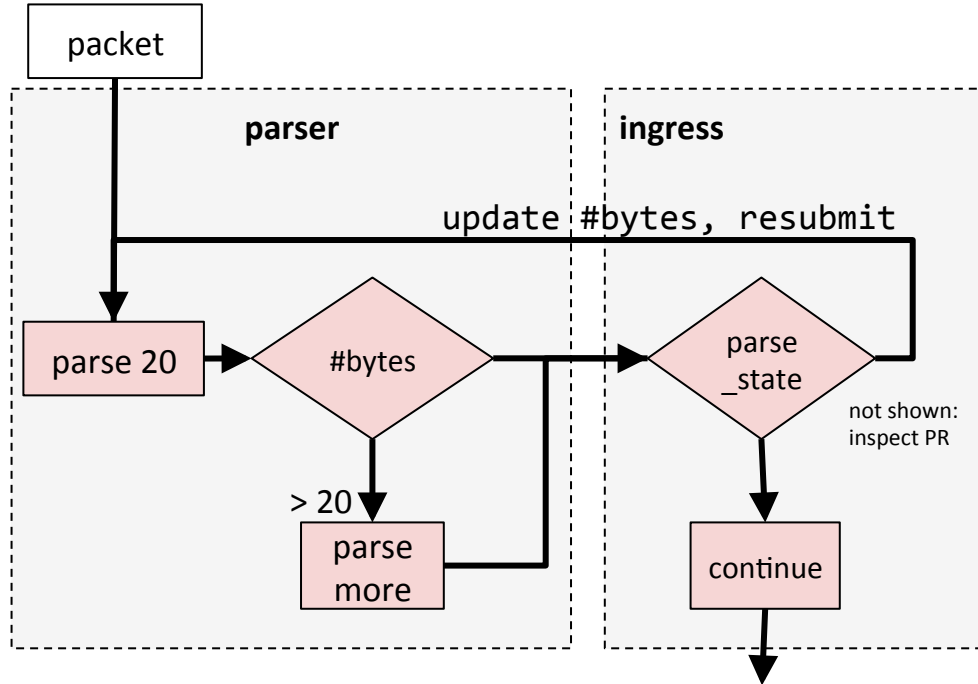 packet
parser
ingress
update #bytes, resubmit
parse 20
#bytes
parse
_state
not shown:
inspect PR
> 20
parse
more
continue